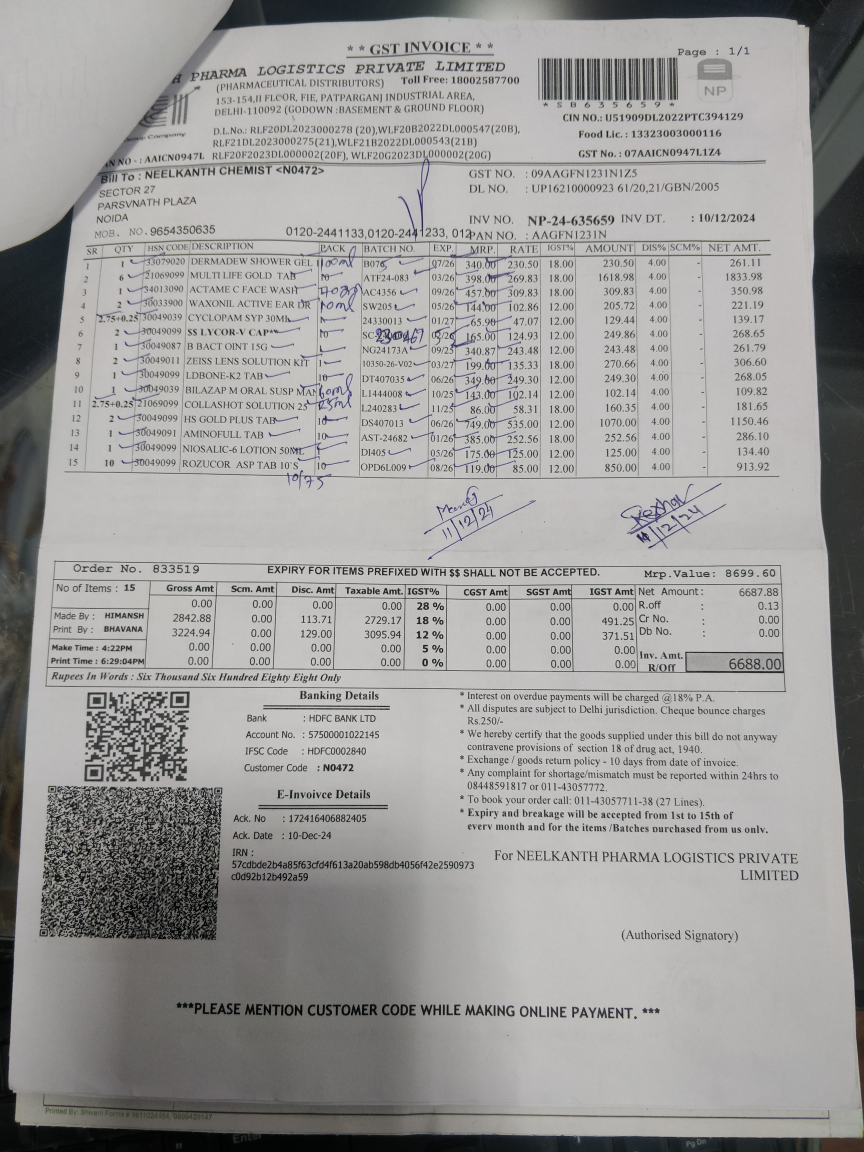 * * GST INVOICE * *
Page : 1/1
H PHARMA LOGISTICS PRIVATE LIMITED
(PHARMACEUTICAL DISTRIBUTORS) Toll Free: 18002587700
153-154,II FLCOR, FIE, PATPARGANJ INDUSTRIAL AREA,
DELHI-110092 (GODOWN :BASEMENT & GROUND FLOOR)
NP
*SB635659*
CIN NO.: U51909DL2022PTC394129
Food Lic. : 13323003000116
GST No. : 07AAICN0947L1Z4
Company
D.L.No.: RLF20DL2023000278 (20),WLF20B2022DL000547(20B),
RLF21DL2023000275(21),WLF21B2022DL000543(21B)
AN NO - : AAICN0947L RLF20F2023DL000002(20F), WLF20G2023DL000002(20G)
Bill To : NEELKANTH CHEMIST <N0472>
SECTOR 27
PARSVNATH PLAZA
NOIDA
MOB. NO. 9654350635 0120-2441133,0120-2441233, 012
GST NO. : 09AAGFN1231N1Z5
DL NO. : UP16210000923 61/20,21/GBN/2005
INV NO. NP-24-635659 INV DT. : 10/12/2024
PAN NO. : AAGFN1231N
SR QTY HSN CODE DESCRIPTION PACK BATCH NO. EXP. MRP. RATE IGST% AMOUNT DIS% SCM% NET AMT.
1 1 33079020 DERMADEW SHOWER GEL 100ml B076 07/26 340.00 230.50 18.00 230.50 4.00 - 261.11
2 6 21069099 MULTI LIFE GOLD TAB 10 ATF24-083 03/26 398.00 269.83 18.00 1618.98 4.00 - 1833.98
3 1 34013090 ACTAME C FACE WASH AC4356 09/26 457.00 309.83 18.00 309.83 4.00 - 350.98
4 2 30033900 WAXONIL ACTIVE EAR DR 10ml SW205 05/26 144.00 102.86 12.00 205.72 4.00 - 221.19
5 2.75+0.25 30049039 CYCLOPAM SYP 30ML 24330013 01/27 65.90 47.07 12.00 129.44 4.00 - 139.17
6 2 30049099 $$ LYCOR-V CAP 10 165.00 124.93 12.00 249.86 4.00 - 268.65
7 1 30049087 B BACT OINT 15G NG24173A 09/25 340.87 243.48 12.00 243.48 4.00 - 261.79
8 2 30049011 ZEISS LENS SOLUTION KIT 1 10350-26-V02 03/27 199.00 135.33 18.00 270.66 4.00 - 306.60
9 1 30049099 LDBONE-K2 TAB 10 DT407035 06/26 349.00 249.30 12.00 249.30 4.00 - 268.05
10 1 30049039 BILAZAP M ORAL SUSP MAN 60ml L1444008 10/25 143.00 102.14 12.00 102.14 4.00 - 109.82
11 2.75+0.25 21069099 COLLASHOT SOLUTION 25 25ml L240283 11/25 86.00 58.31 18.00 160.35 4.00 - 181.65
12 2 30049099 HS GOLD PLUS TAB 10 DS407013 06/26 749.00 535.00 12.00 1070.00 4.00 - 1150.46
13 1 30049091 AMINOFULL TAB 10 AST-24682 01/26 385.00 252.56 18.00 252.56 4.00 - 286.10
14 1 30049099 NIOSALIC-6 LOTION 50ML DI405 05/26 175.00 125.00 12.00 125.00 4.00 - 134.40
15 10 30049099 ROZUCOR ASP TAB 10'S 10 OPD6L009 08/26 119.00 85.00 12.00 850.00 4.00 - 913.92
10/75
11/12/24
11/12/24
Order No. 833519 EXPIRY FOR ITEMS PREFIXED WITH $$ SHALL NOT BE ACCEPTED. Mrp.Value: 8699.60
No of Items : 15 Gross Amt Scm. Amt Disc. Amt Taxable Amt. IGST% CGST Amt SGST Amt IGST Amt Net Amount: 6687.88
0.00 0.00 0.00 0.00 28 % 0.00 0.00 0.00 R.off : 0.13
Made By : HIMANSH 2842.88 0.00 113.71 2729.17 18 % 0.00 0.00 491.25 Cr No. : 0.00
Print By : BHAVANA 3224.94 0.00 129.00 3095.94 12 % 0.00 0.00 371.51 Db No. : 0.00
Make Time : 4:22PM 0.00 0.00 0.00 0.00 5 % 0.00 0.00 0.00
Print Time : 6:29:04PM 0.00 0.00 0.00 0.00 0 % 0.00 0.00 0.00 Inv. Amt. R/Off 6688.00
Rupees In Words : Six Thousand Six Hundred Eighty Eight Only
Banking Details
Bank : HDFC BANK LTD
Account No. : 57500001022145
IFSC Code : HDFC0002840
Customer Code : N0472
E-Invoivce Details
Ack. No : 172416406882405
Ack. Date : 10-Dec-24
IRN :
57cdbde2b4a85f63cfd4f613a20ab598db4056f42e2590973
c0d92b12b492a59
* Interest on overdue payments will be charged @18% P.A.
* All disputes are subject to Delhi jurisdiction. Cheque bounce charges
Rs.250/-
* We hereby certify that the goods supplied under this bill do not anyway
contravene provisions of section 18 of drug act, 1940.
* Exchange / goods return policy - 10 days from date of invoice.
* Any complaint for shortage/mismatch must be reported within 24hrs to
08448591817 or 011-43057772.
* To book your order call: 011-43057711-38 (27 Lines).
* Expiry and breakage will be accepted from 1st to 15th of
every month and for the items /Batches purchased from us only.
For NEELKANTH PHARMA LOGISTICS PRIVATE
LIMITED
(Authorised Signatory)
***PLEASE MENTION CUSTOMER CODE WHILE MAKING ONLINE PAYMENT. ***
Enter
Pg Dn